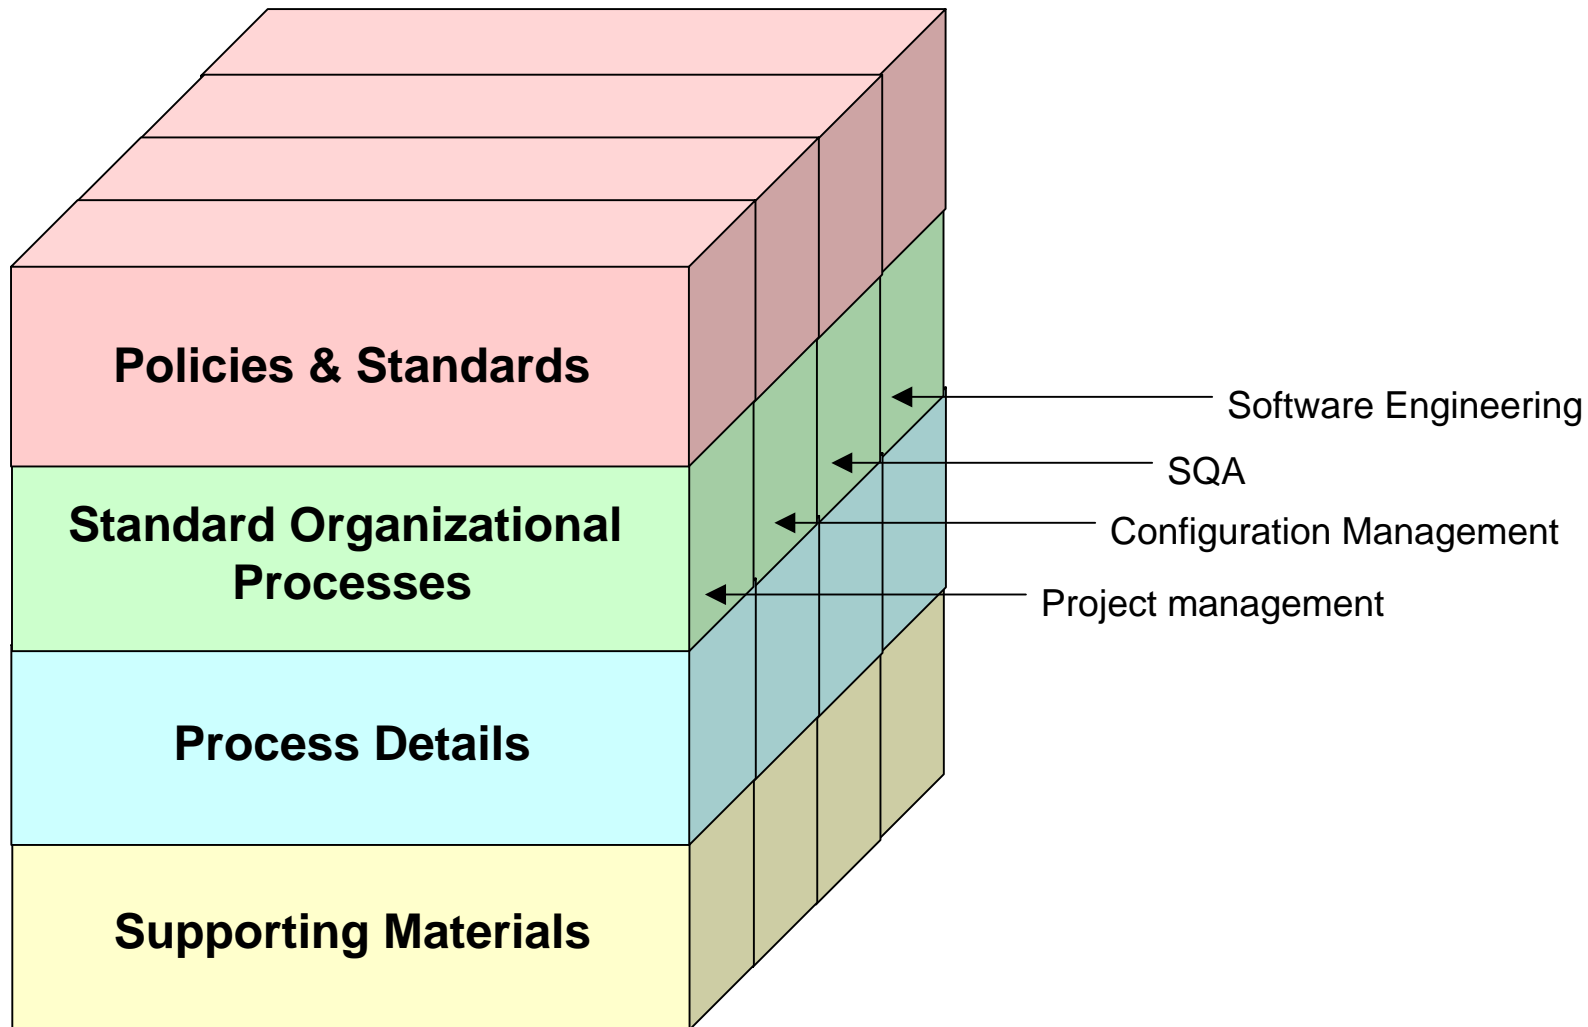 Policies & Standards
Standard Organizational
Processes
Process Details
Supporting Materials
Software Engineering
SQA
Configuration Management
Project management